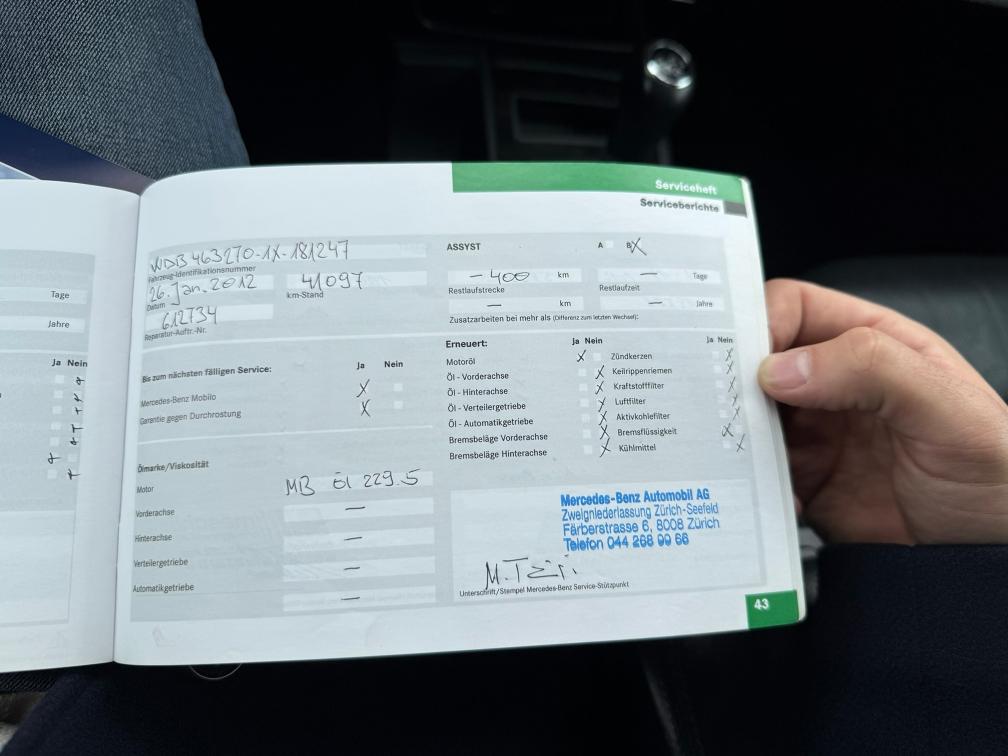 Serviceheft
Serviceberichte
Tage
Jahre
Ja Nein
WDB 463270-1X-181247
Fahrzeug-Identifikationsnummer
26. Jan. 2012
Datum
41097
km-Stand
612734
Reparatur-Auftr.-Nr.
Bis zum nächsten fälligen Service:
Ja Nein
Mercedes-Benz Mobilo X
Garantie gegen Durchrostung X
Ölmarke/Viskosität
Motor MB Öl 229.5
Vorderachse —
Hinterachse —
Verteilergetriebe —
Automatikgetriebe —
ASSYST A B X
- 400 km
Restlaufstrecke
— Tage
Restlaufzeit
— km
— Jahre
Zusatzarbeiten bei mehr als (Differenz zum letzten Wechsel):
Erneuert: Ja Nein
Motoröl X
Öl - Vorderachse X
Öl - Hinterachse X
Öl - Verteilergetriebe X
Öl - Automatikgetriebe X
Bremsbeläge Vorderachse X
Bremsbeläge Hinterachse X
Ja Nein
Zündkerzen X
Keilrippenriemen X
Kraftstofffilter X
Luftfilter X
Aktivkohlefilter X
Bremsflüssigkeit X
Kühlmittel X
Mercedes-Benz Automobil AG
Zweigniederlassung Zürich-Seefeld
Färberstrasse 6, 8008 Zürich
Telefon 044 268 99 66
Unterschrift/Stempel Mercedes-Benz Service-Stützpunkt
43